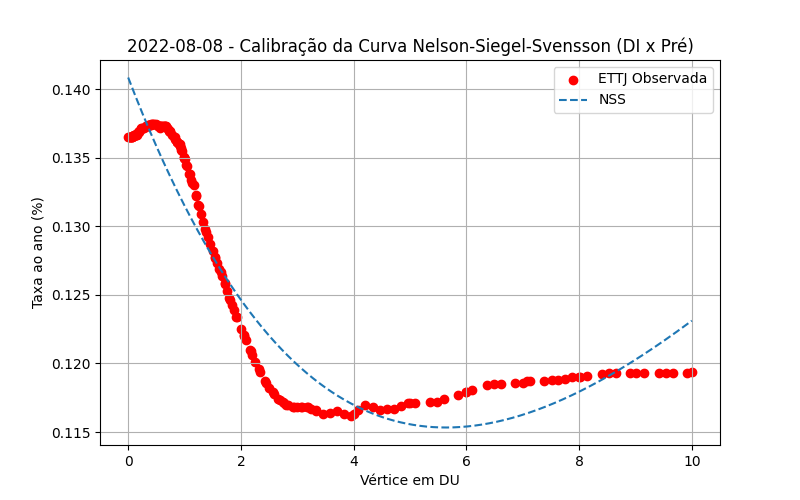 2022-08-08 - Calibração da Curva Nelson-Siegel-Svensson (DI x Pré)
ETTJ Observada
NSS
Taxa ao ano (%)
0.140
0.135
0.130
0.125
0.120
0.115
0
2
4
6
8
10
Vértice em DU